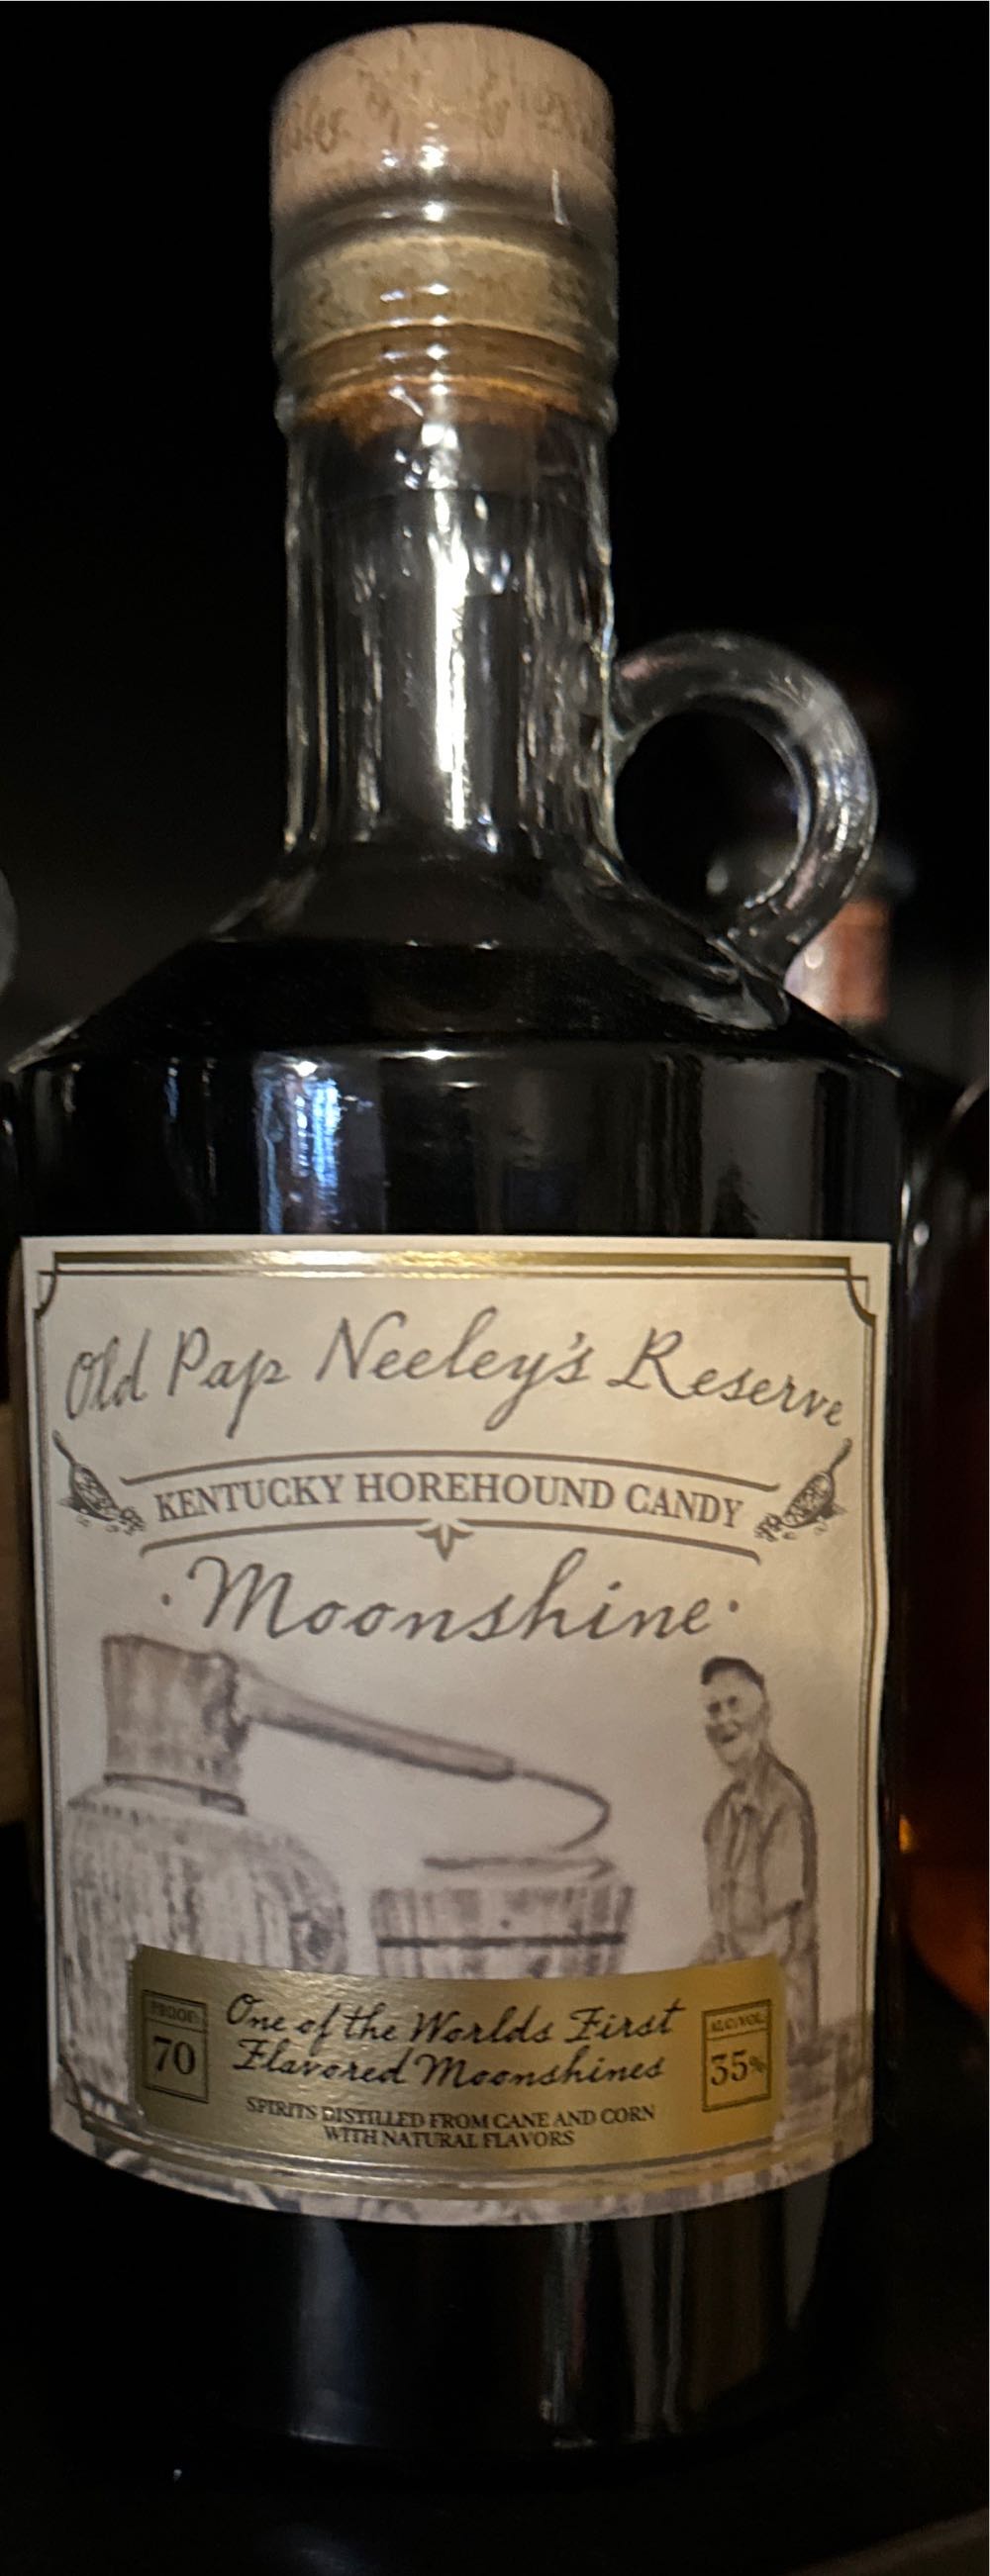 Old Pap Neeley's Reserve
KENTUCKY HOREHOUND CANDY
·Moonshine·
PROOF
70
One of the Worlds First
Flavored Moonshines
SPIRITS DISTILLED FROM CANE AND CORN
WITH NATURAL FLAVORS
ALC/VOL
35%